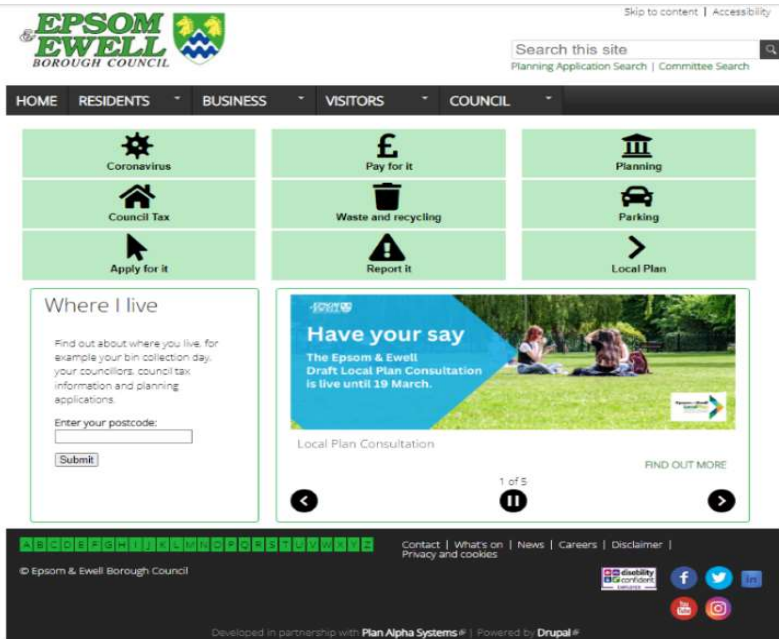 Skip to content | Accessibility
& EPSOM
EWELL
BOROUGH COUNCIL
Search this site
Planning Application Search | Committee Search
HOME RESIDENTS BUSINESS VISITORS COUNCIL
Coronavirus Pay for it Planning
Council Tax Waste and recycling Parking
Apply for it Report it Local Plan
Where I live
Find out about where you live, for
example your bin collection day,
your councillors, council tax
information and planning
applications.
Enter your postcode:
Submit
Have your say
The Epsom & Ewell
Draft Local Plan Consultation
is live until 19 March.
Local Plan Consultation
FIND OUT MORE
1 of 5
A B C D E F G H I J K L M N O P Q R S T U V W X Y Z
Contact | What's on | News | Careers | Disclaimer |
Privacy and cookies
© Epsom & Ewell Borough Council
disability
confident
EMPLOYER
Developed in partnership with Plan Alpha Systems | Powered by Drupal